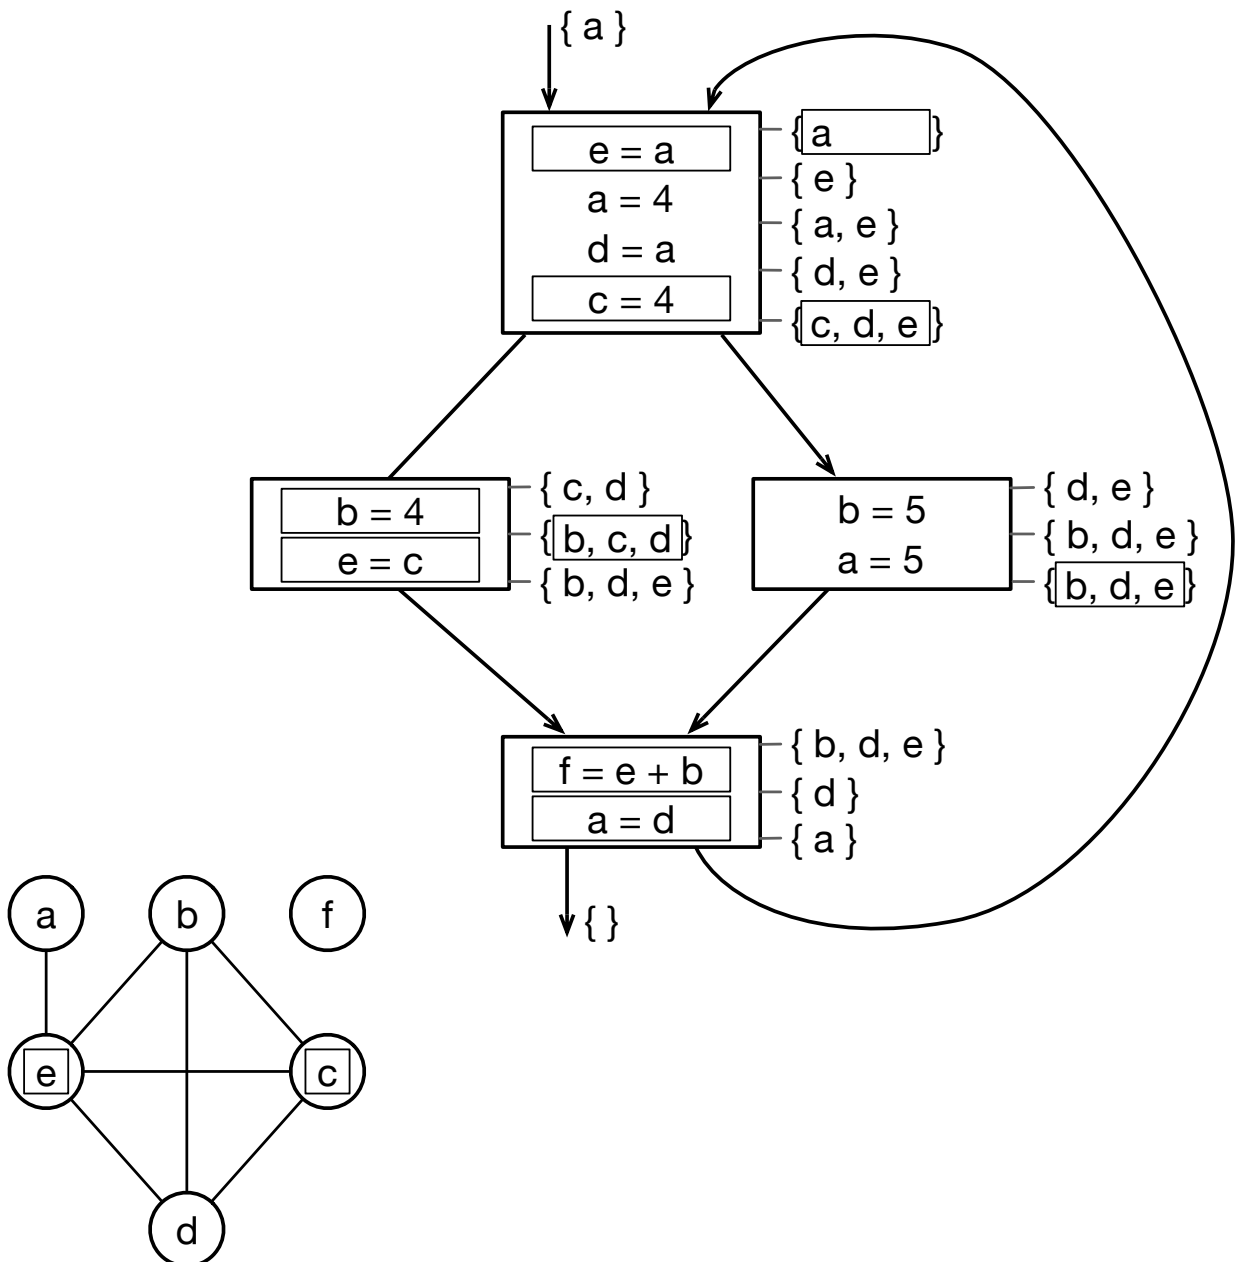 { a }
e = a
a = 4
d = a
c = 4
{ a }
{ e }
{ a, e }
{ d, e }
{ c, d, e }
b = 4
e = c
{ c, d }
{ b, c, d }
{ b, d, e }
b = 5
a = 5
{ d, e }
{ b, d, e }
{ b, d, e }
f = e + b
a = d
{ b, d, e }
{ d }
{ a }
{ }
a
b
f
e
c
d